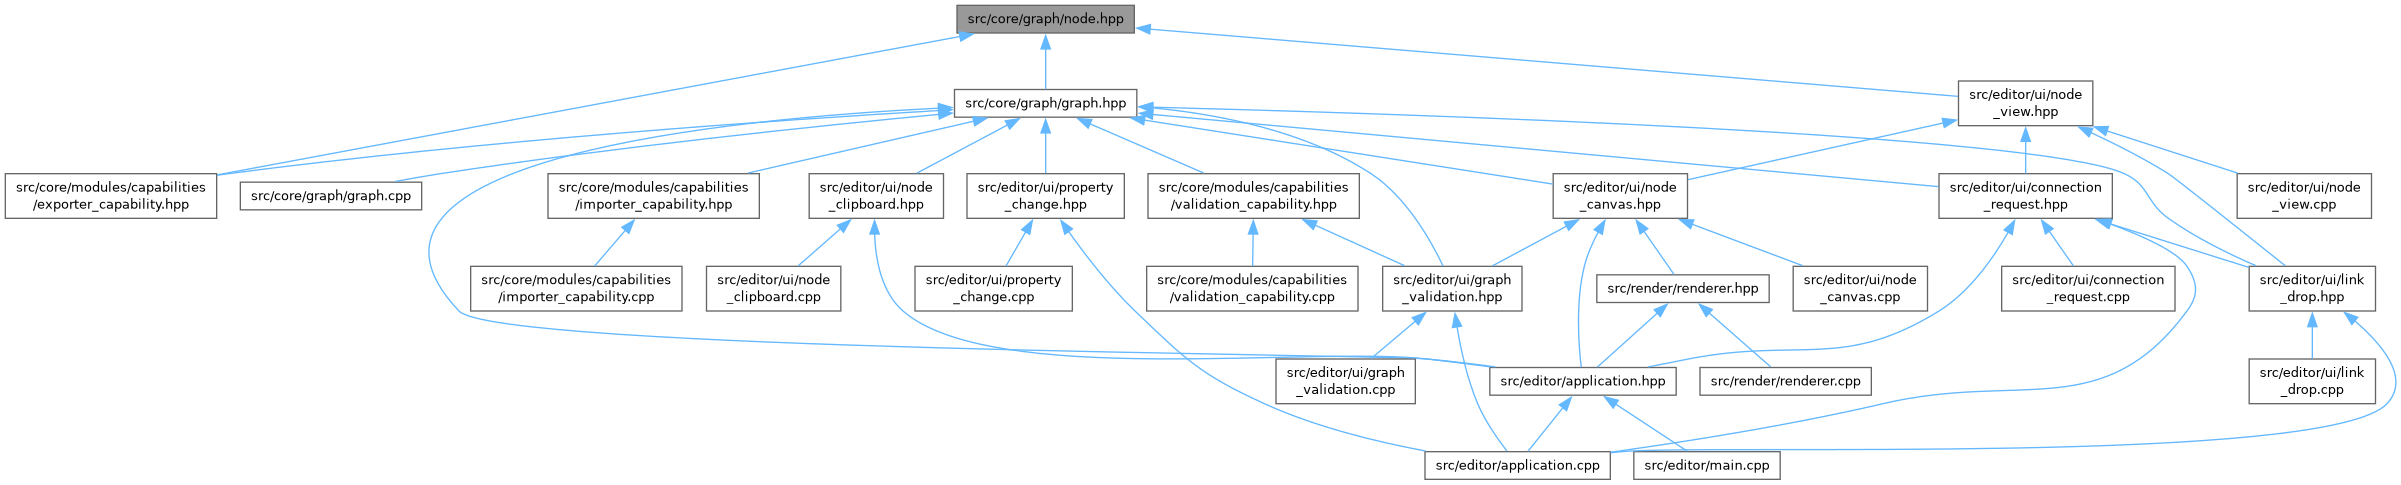 src/core/graph/node.hpp
src/editor/ui/node
_view.hpp
src/core/graph/graph.hpp
src/core/modules/capabilities
/exporter_capability.hpp
src/core/graph/graph.cpp
src/core/modules/capabilities
/importer_capability.hpp
src/editor/ui/node
_clipboard.hpp
src/editor/ui/property
_change.hpp
src/core/modules/capabilities
/validation_capability.hpp
src/editor/ui/node
_canvas.hpp
src/editor/ui/connection
_request.hpp
src/editor/ui/node
_view.cpp
src/core/modules/capabilities
/importer_capability.cpp
src/editor/ui/node
_clipboard.cpp
src/editor/ui/property
_change.cpp
src/core/modules/capabilities
/validation_capability.cpp
src/editor/ui/graph
_validation.hpp
src/render/renderer.hpp
src/editor/ui/node
_canvas.cpp
src/editor/ui/connection
_request.cpp
src/editor/ui/link
_drop.hpp
src/editor/ui/graph
_validation.cpp
src/editor/application.hpp
src/render/renderer.cpp
src/editor/ui/link
_drop.cpp
src/editor/application.cpp
src/editor/main.cpp